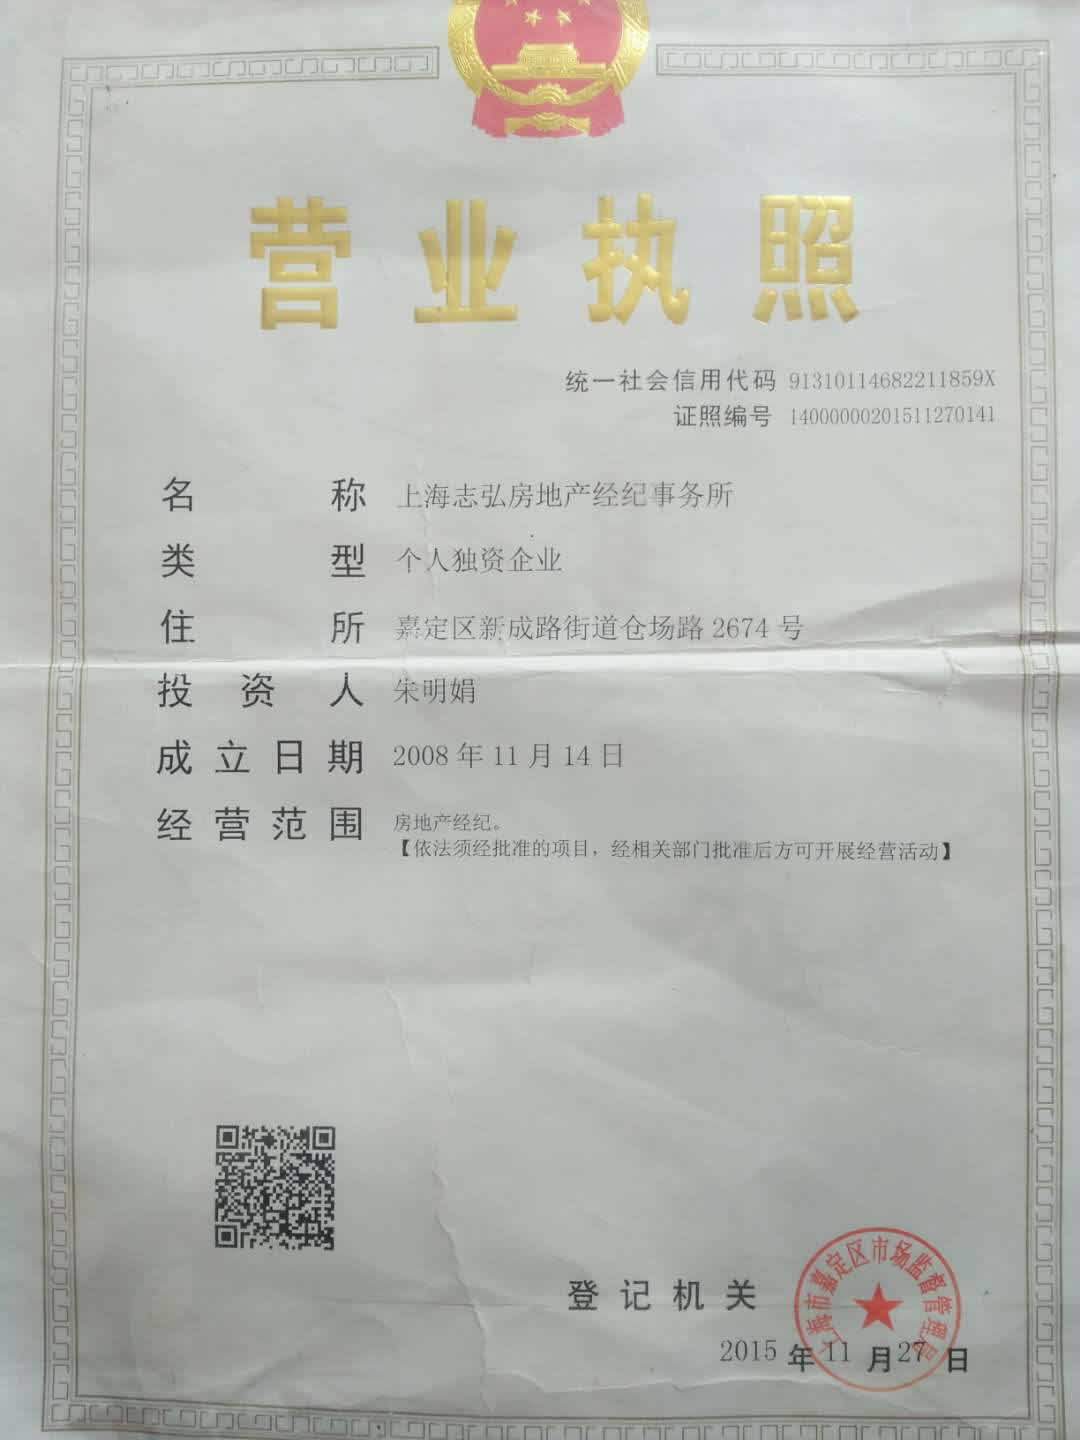 营业执照
统一社会信用代码 91310114682211859X
证照编号 14000000201511270141
名称 上海志弘房地产经纪事务所
类型 个人独资企业
住所 嘉定区新成路街道仓场路 2674 号
投资人 朱明娟
成立日期 2008 年 11 月 14 日
经营范围 房地产经纪。
【依法须经批准的项目，经相关部门批准后方可开展经营活动】
登记机关
上海市嘉定区市场监督管理局
2015 年 11 月 27 日